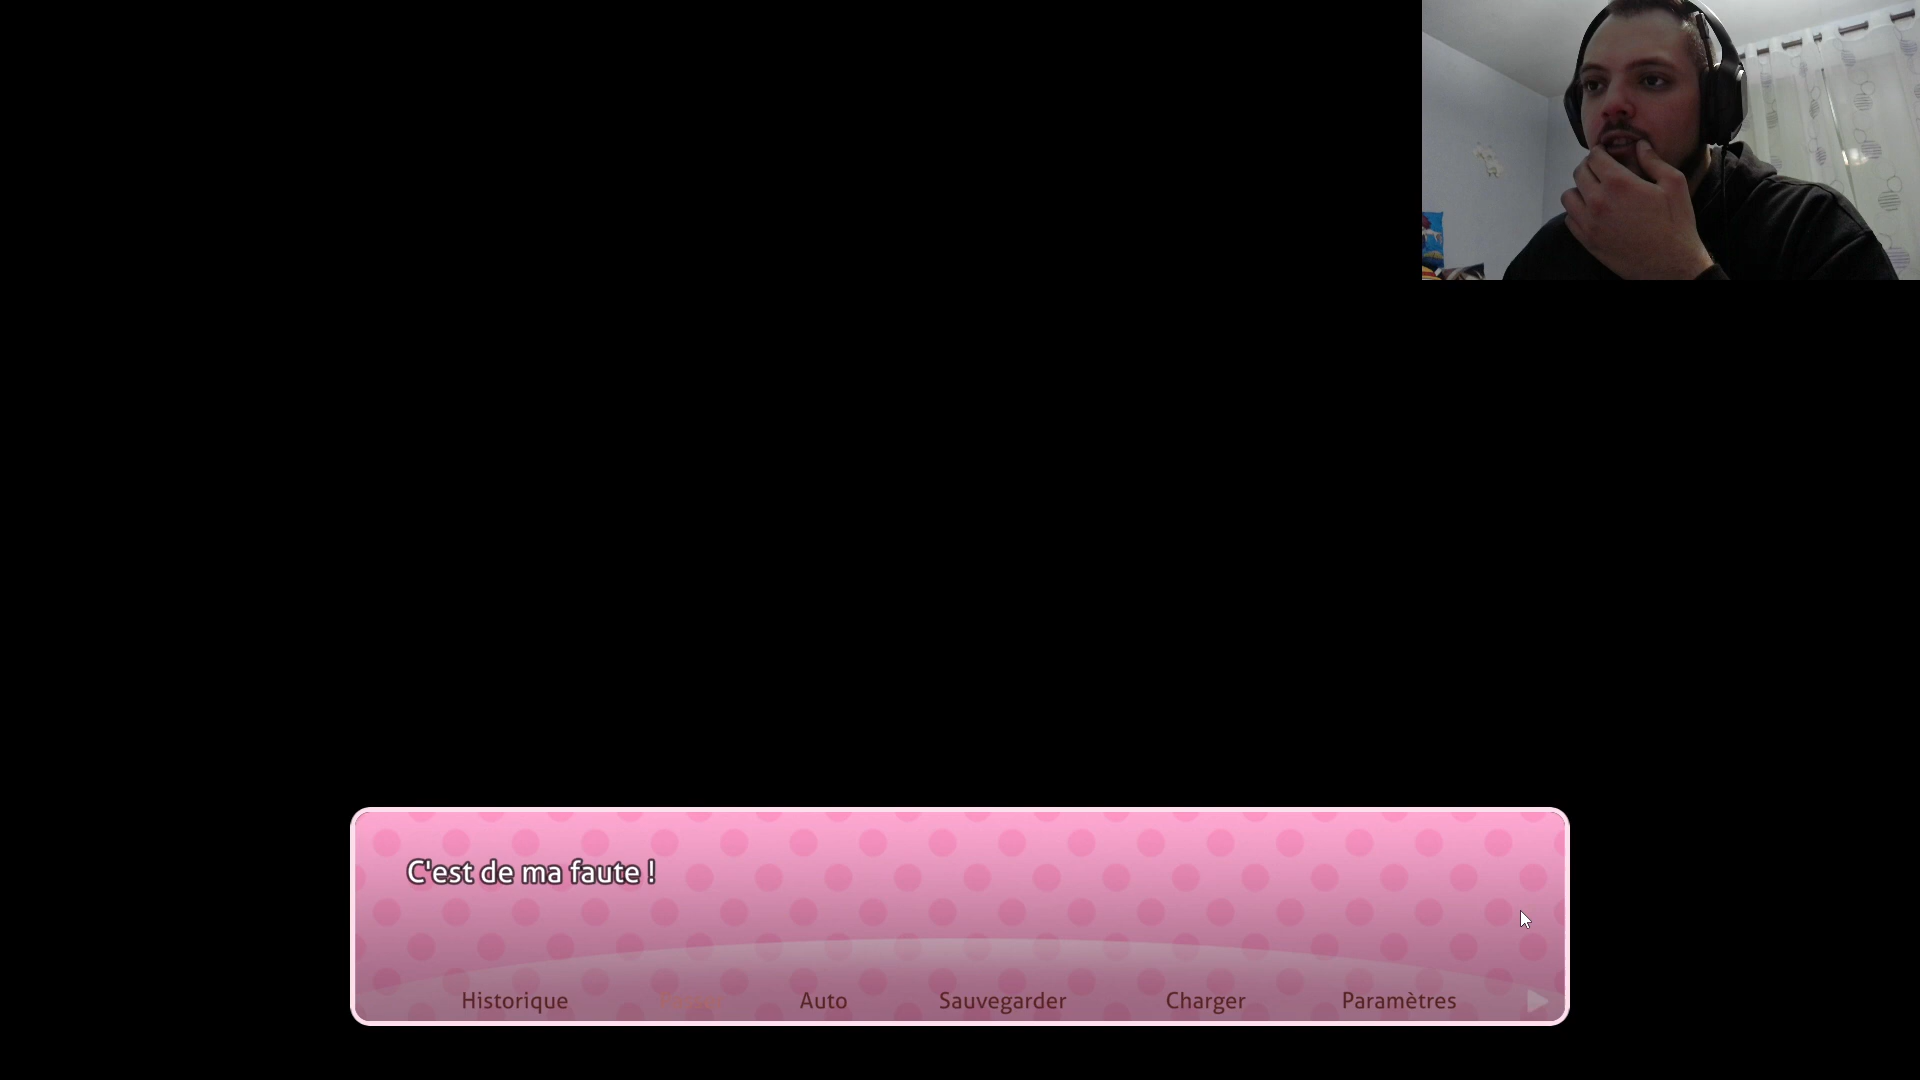 C'est de ma faute !
Historique Auto Sauvegarder Charger Paramètres